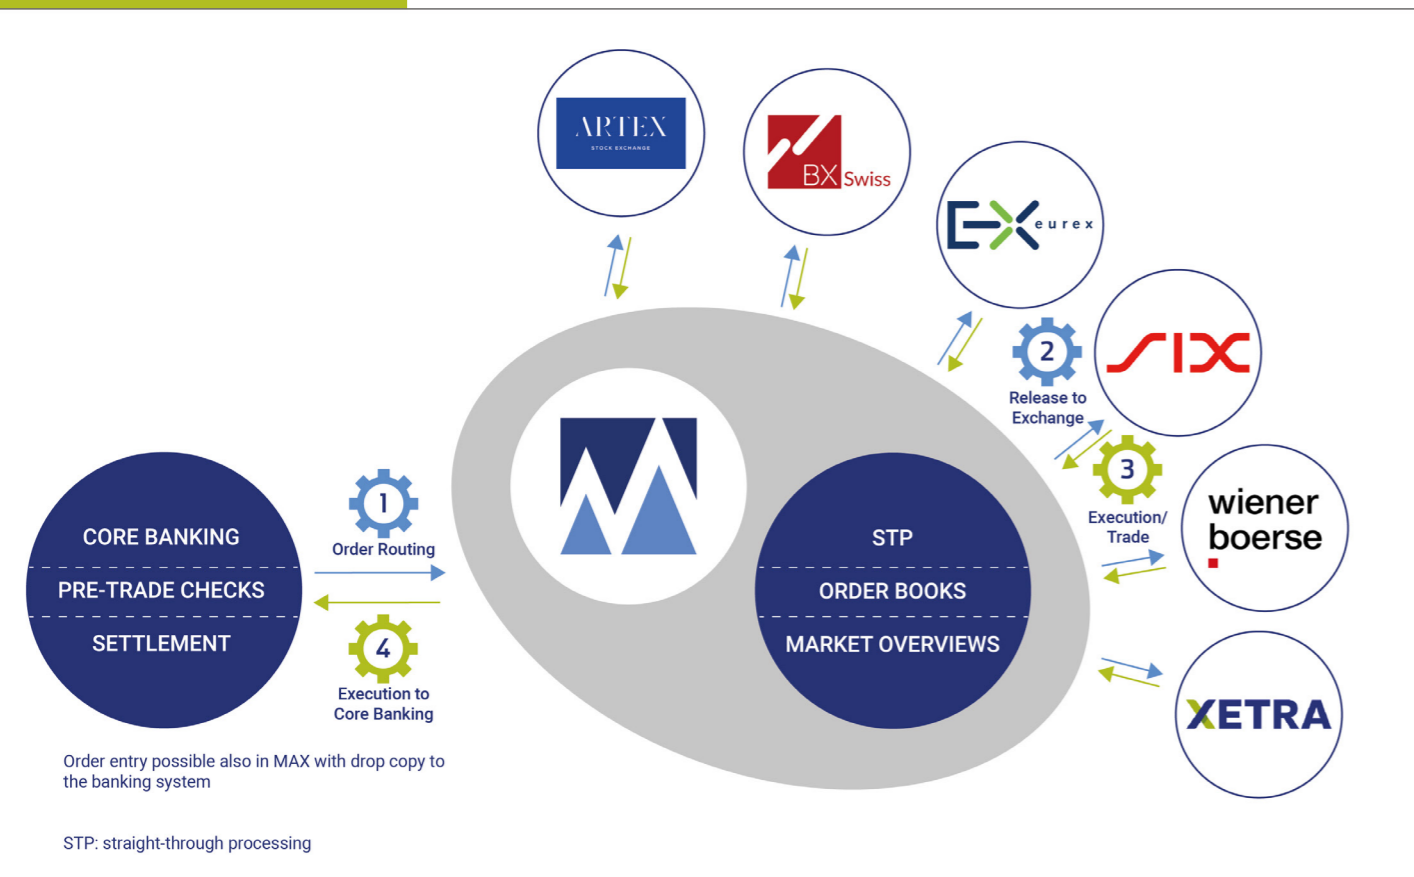 ARTEX
STOCK EXCHANGE
BX Swiss
EX eurex
2
SIX
Release to
Exchange
3
Execution/
Trade
wiener
boerse
XETRA
CORE BANKING
PRE-TRADE CHECKS
SETTLEMENT
1
Order Routing
4
Execution to
Core Banking
STP
ORDER BOOKS
MARKET OVERVIEWS
Order entry possible also in MAX with drop copy to
the banking system
STP: straight-through processing